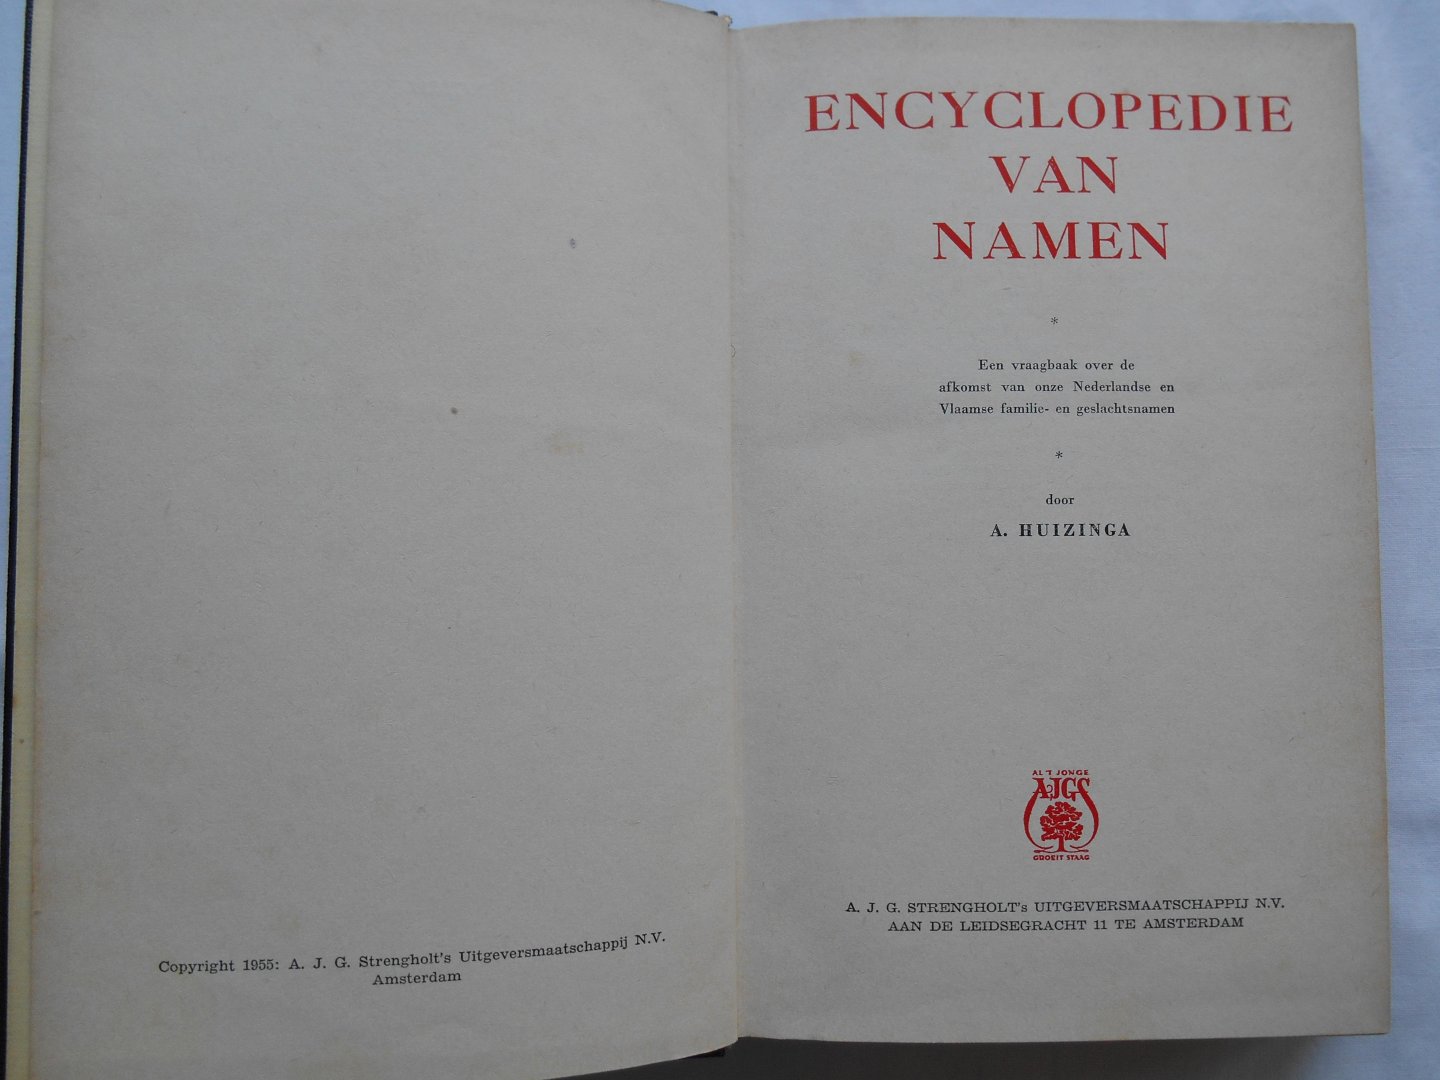 Copyright 1955: A. J. G. Strengholt's Uitgeversmaatschappij N.V.
Amsterdam
ENCYCLOPEDIE
VAN
NAMEN
*
Een vraagbaak over de
afkomst van onze Nederlandse en
Vlaamse familie- en geslachtsnamen
*
door
A. HUIZINGA
AL 'T JONGE
AJGS
GROEIT STAAG
A. J. G. STRENGHOLT's UITGEVERSMAATSCHAPPIJ N.V.
AAN DE LEIDSEGRACHT 11 TE AMSTERDAM